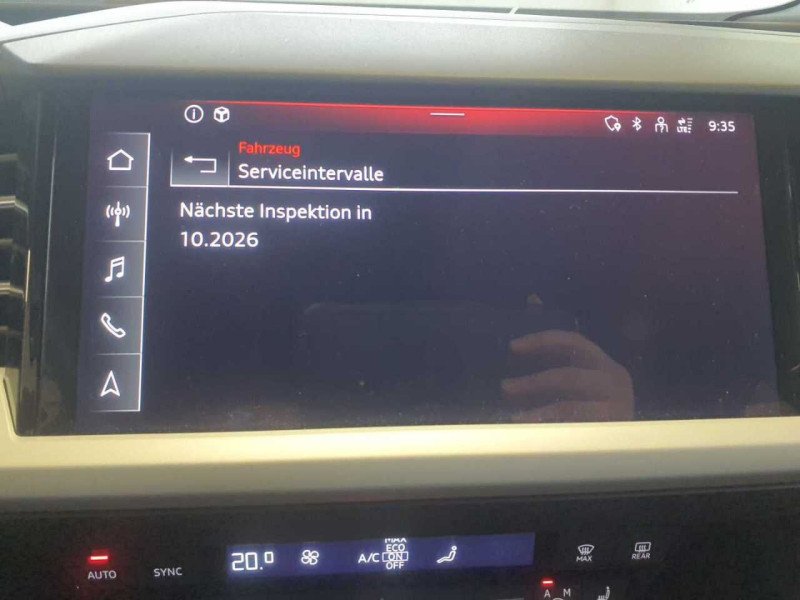 9:35
Fahrzeug
Serviceintervalle
Nächste Inspektion in
10.2026
AUTO
SYNC
20.0
A/C
MAX
ECO
ON
OFF
MAX
REAR
A M